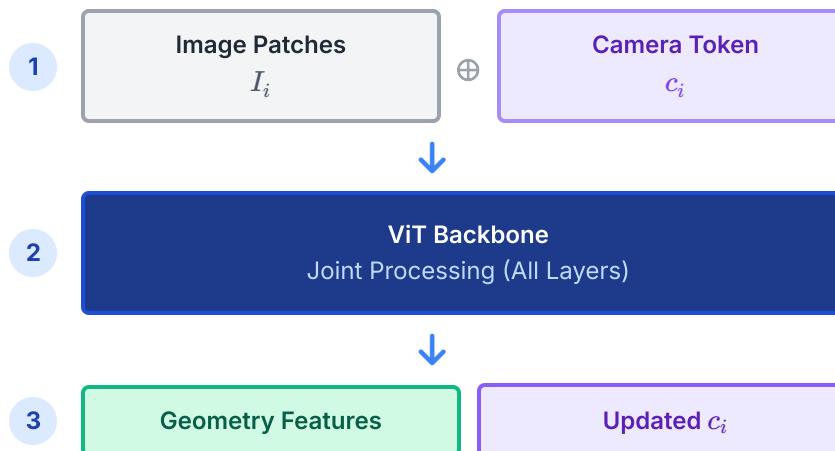 1
Image Patches ⊕ Camera Token
I_i c_i
2
ViT Backbone
Joint Processing (All Layers)
3
Geometry Features Updated c_i